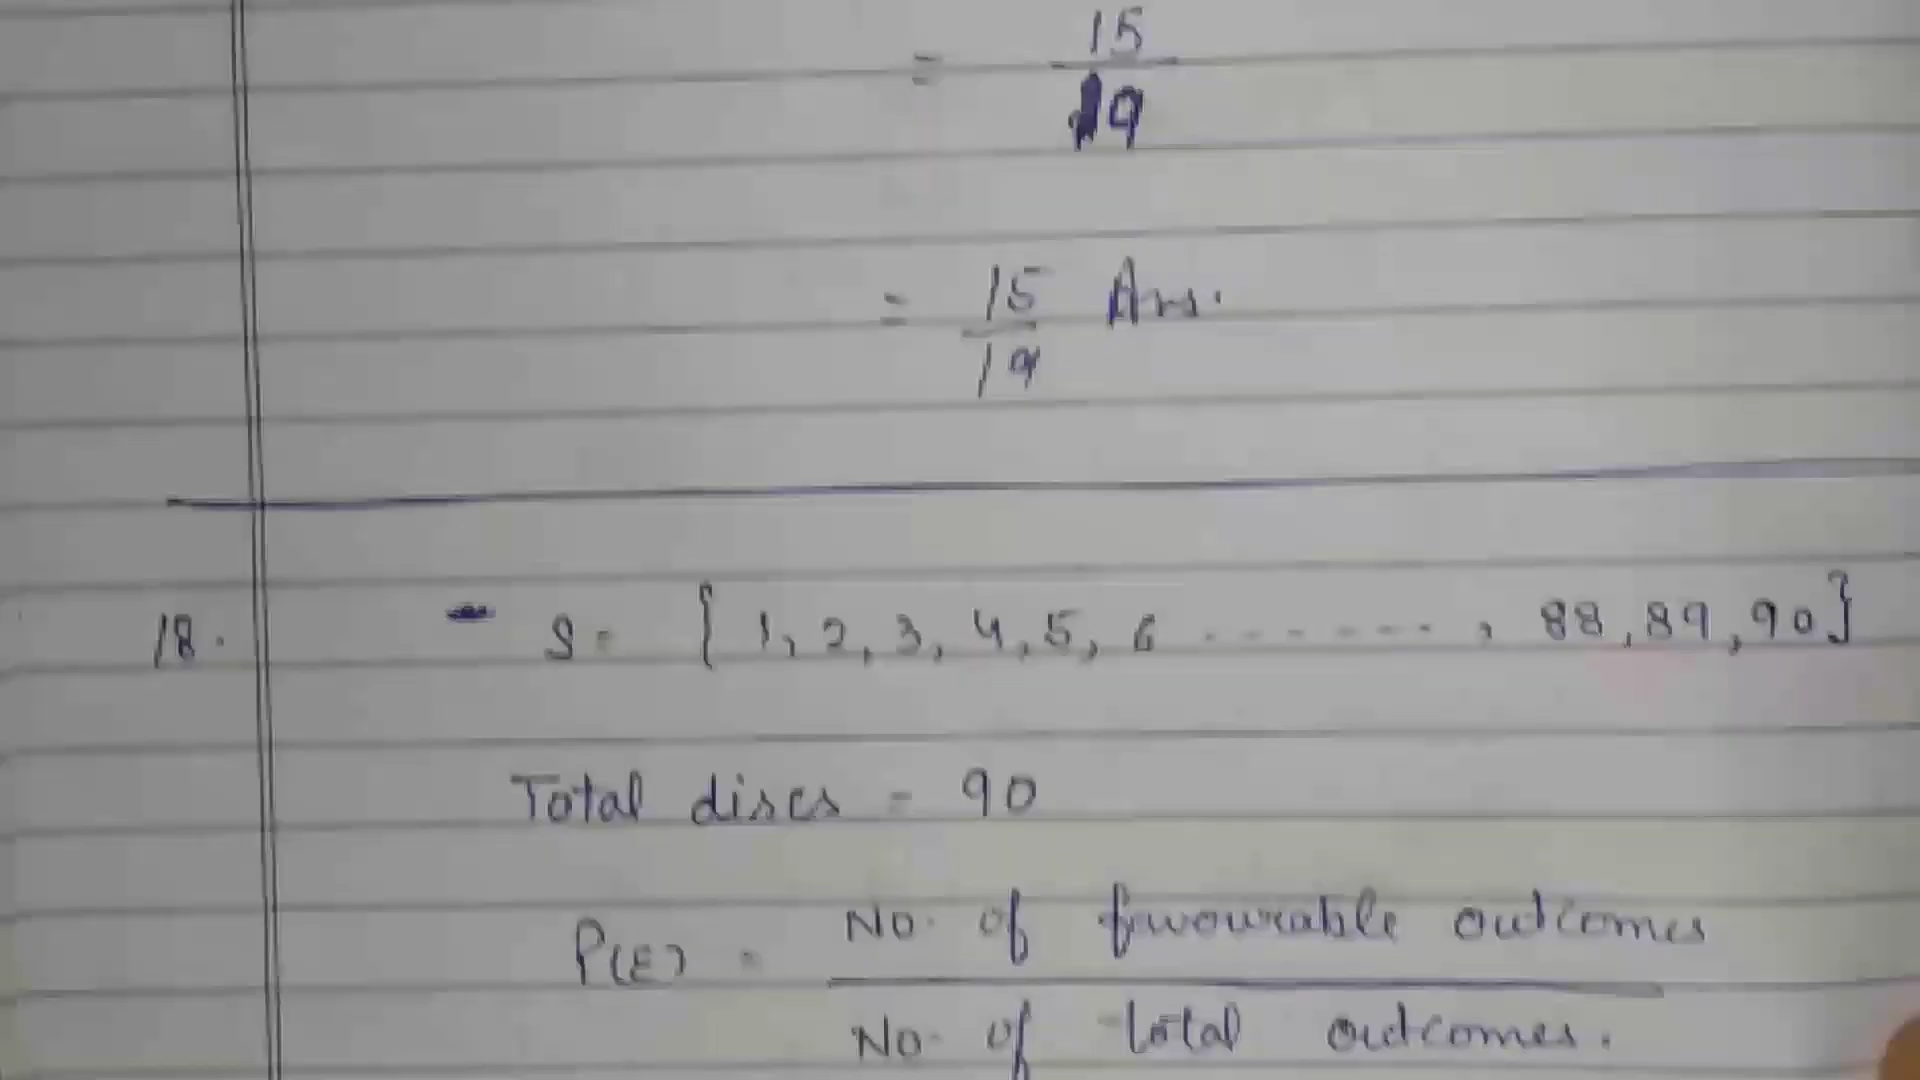 = 15
19
= 15 Ans.
19
18. - S = { 1, 2, 3, 4, 5, 6 ........, 88, 89, 90}
Total discs = 90
P(E) = No. of favourable outcomes
No. of total outcomes.